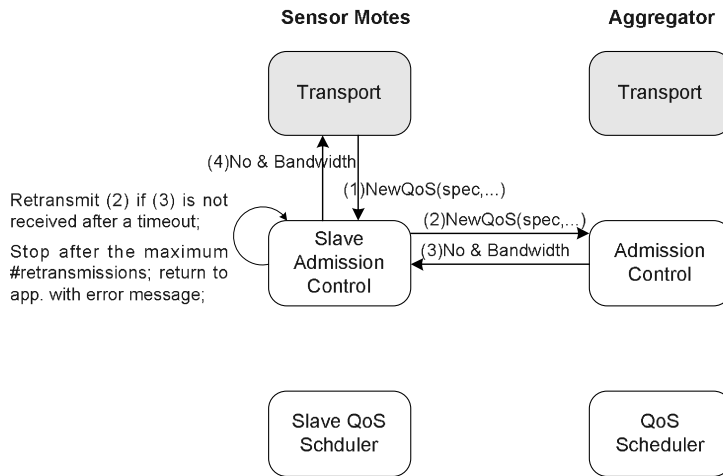 Sensor Motes
Aggregator
Transport
Transport
(4)No & Bandwidth
(1)NewQoS(spec,...)
Retransmit (2) if (3) is not
received after a timeout;
Stop after the maximum
#retransmissions; return to
app. with error message;
(2)NewQoS(spec,...)
(3)No & Bandwidth
Slave
Admission
Control
Admission
Control
Slave QoS
Schduler
QoS
Scheduler